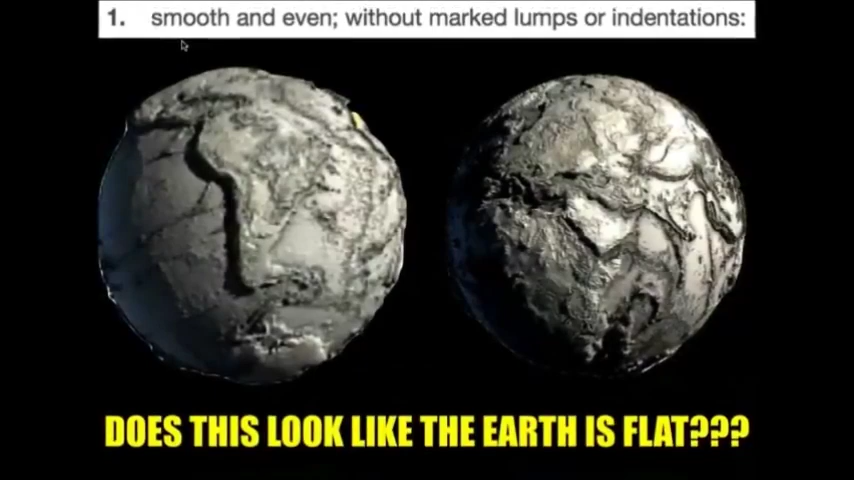 1. smooth and even; without marked lumps or indentations:
DOES THIS LOOK LIKE THE EARTH IS FLAT???